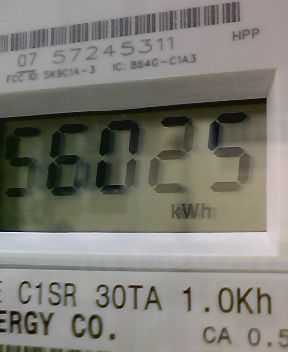 07 57245311
HPP
FCC ID: SK9C1A-3 IC: 864G-C1A3
56025
kWh
E C1SR 30TA 1.0Kh
ERGY CO.
CA 0.5